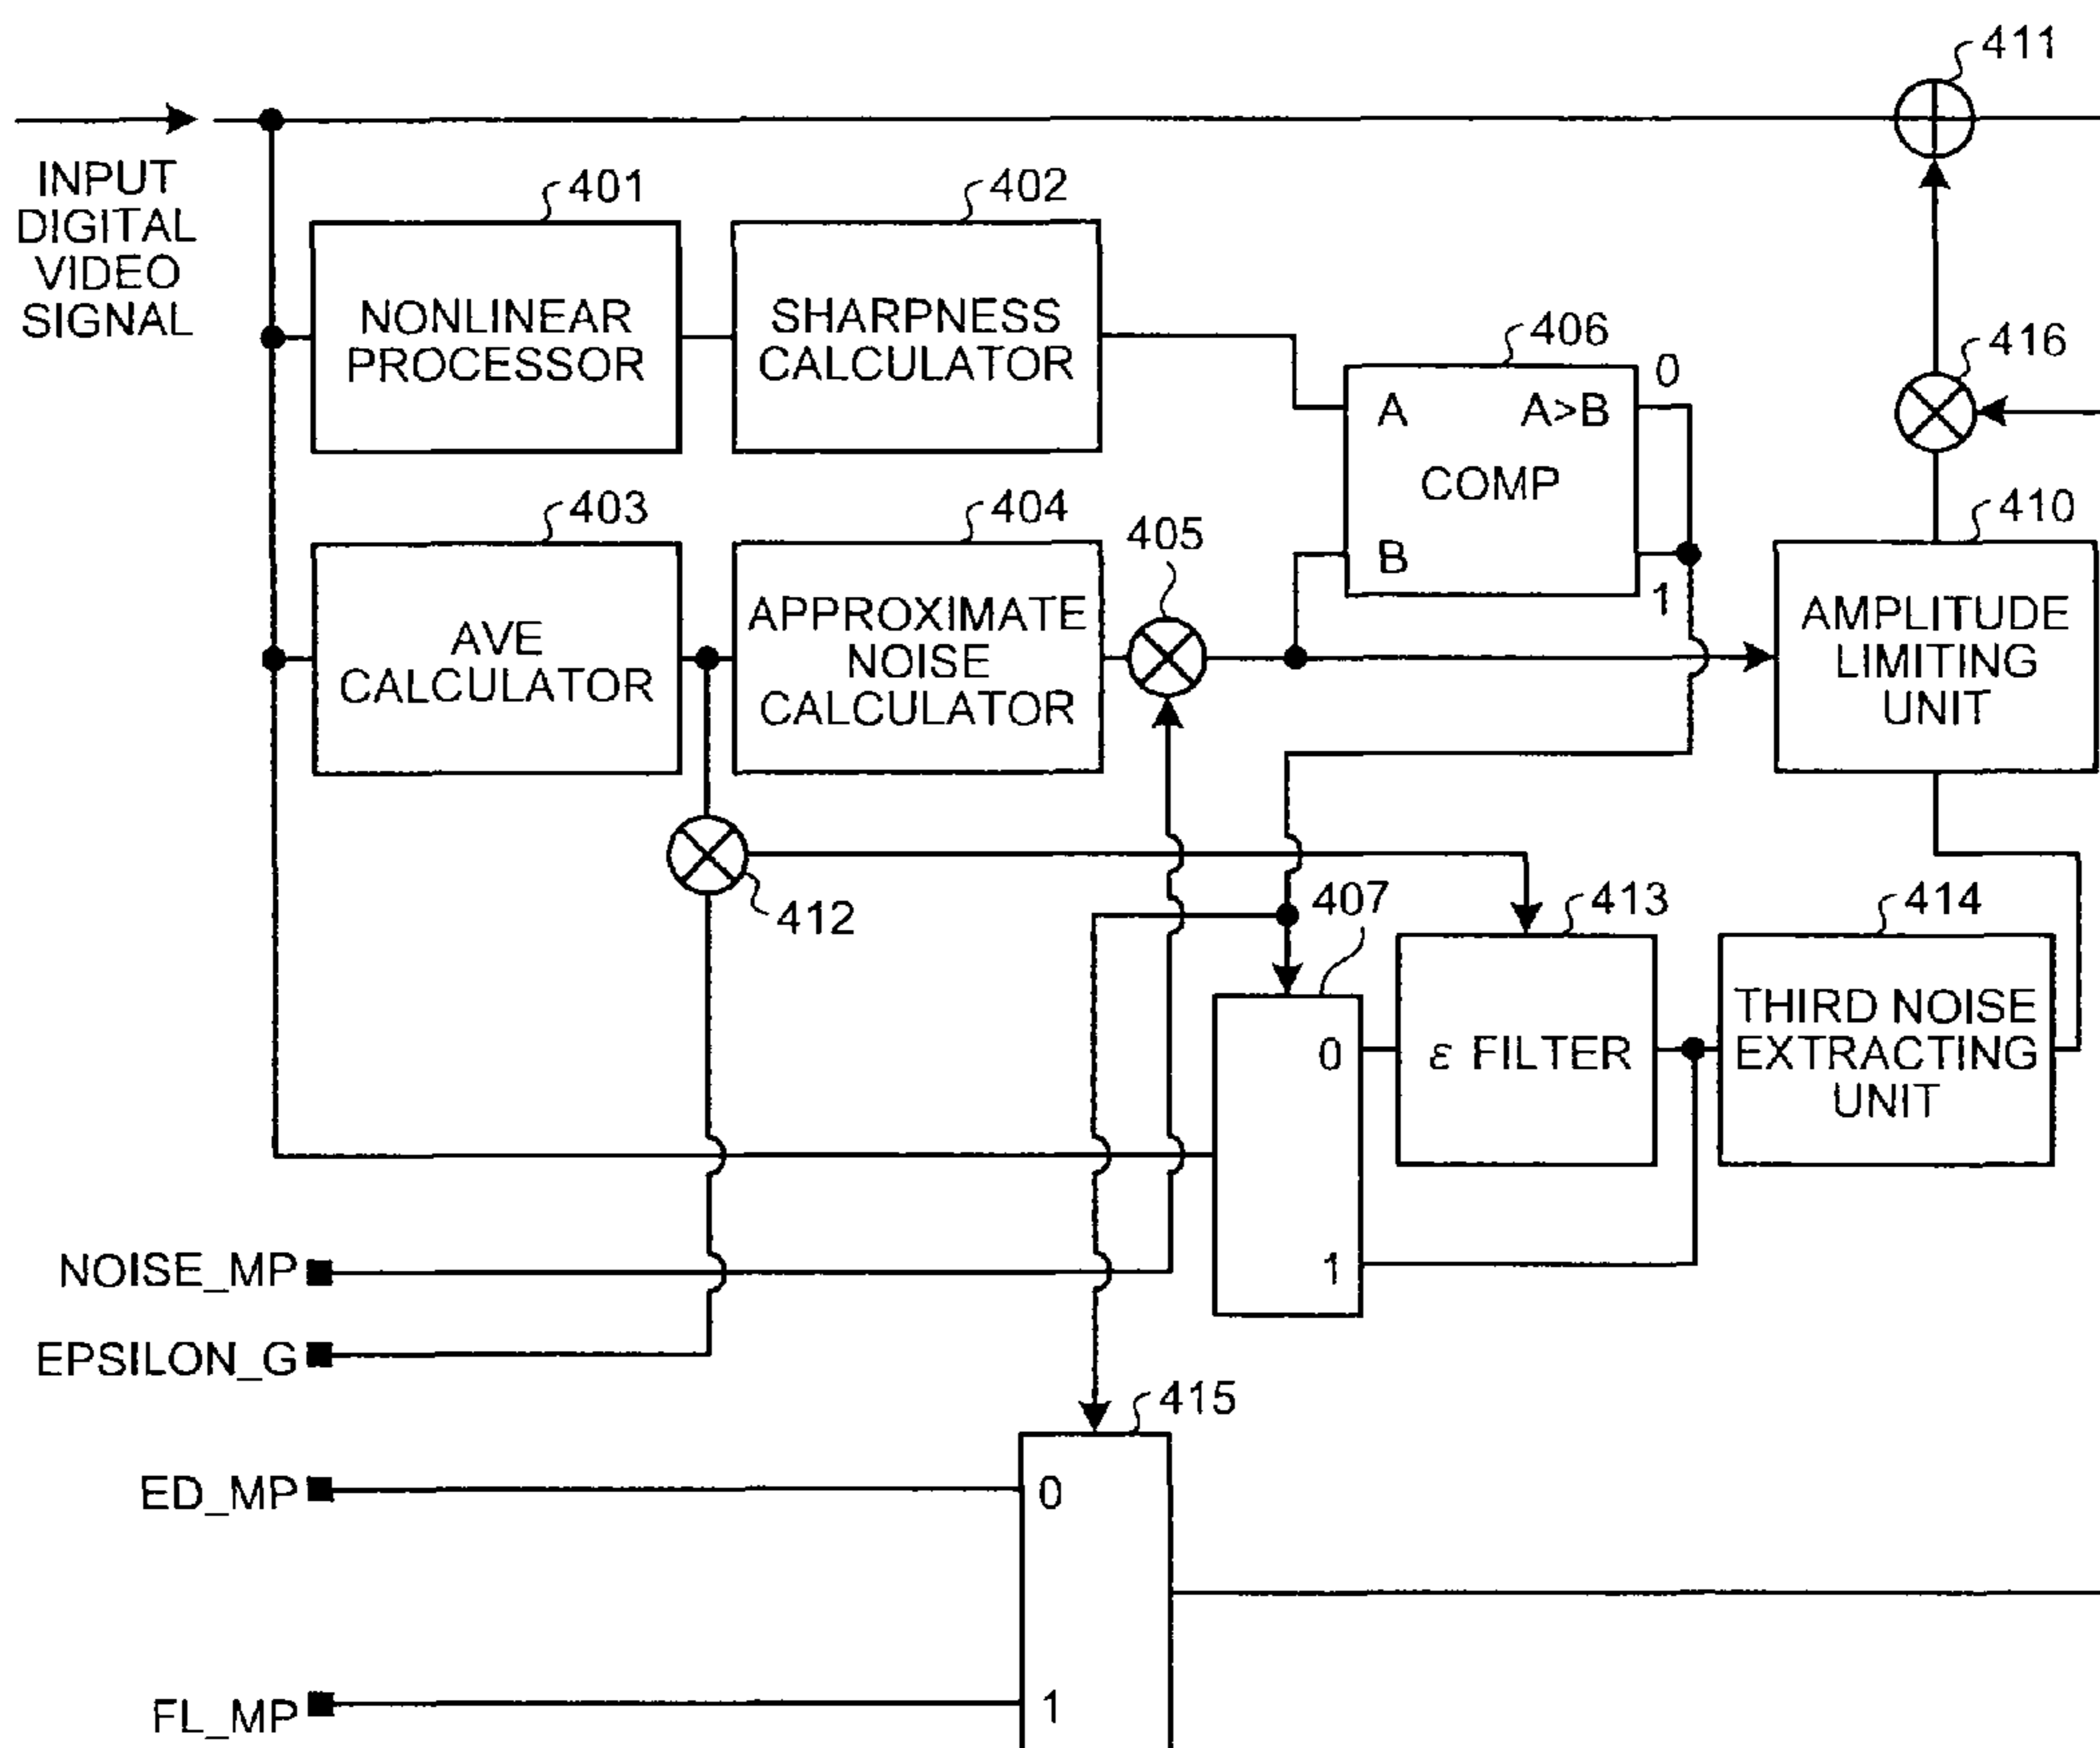 411
INPUT
DIGITAL
VIDEO
SIGNAL
401
402
NONLINEAR
PROCESSOR
SHARPNESS
CALCULATOR
406
0
416
A
A>B
COMP
B
1
403
404
405
410
AVE
CALCULATOR
APPROXIMATE
NOISE
CALCULATOR
AMPLITUDE
LIMITING
UNIT
412
407
413
414
0
1
ε FILTER
THIRD NOISE
EXTRACTING
UNIT
NOISE_MP
EPSILON_G
415
ED_MP
0
FL_MP
1